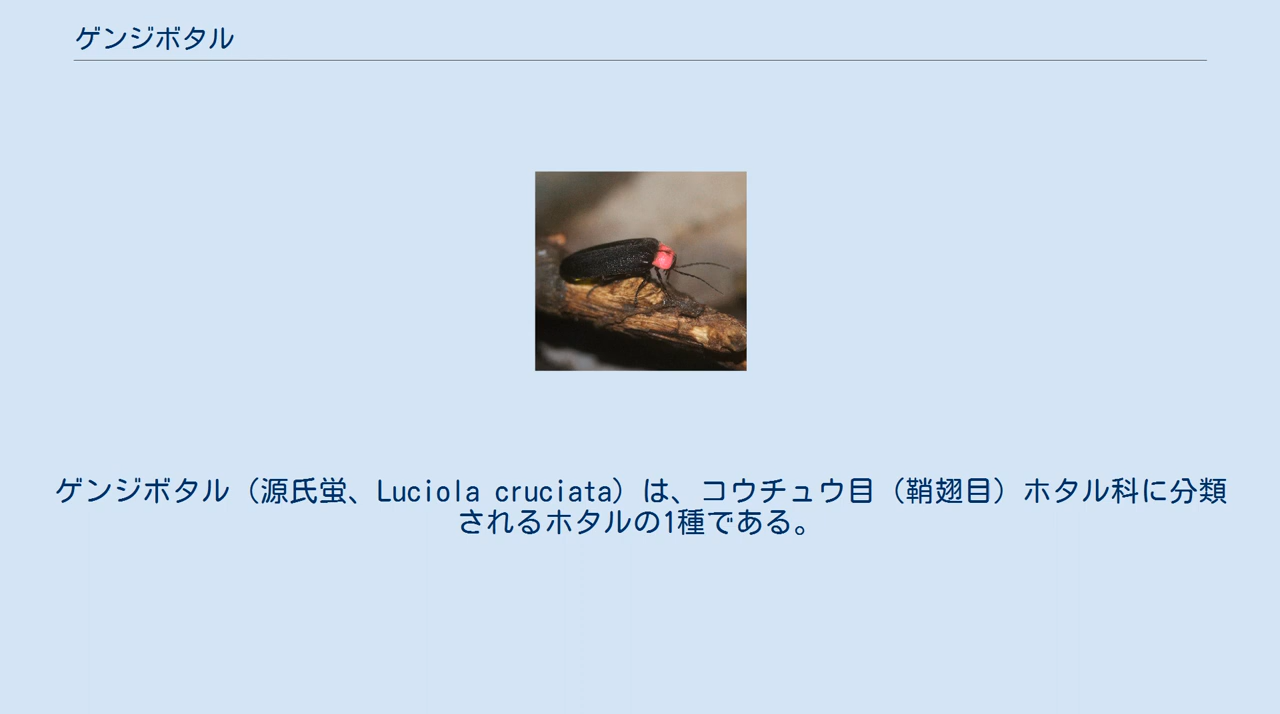 ゲンジボタル
ゲンジボタル（源氏蛍、Luciola cruciata）は、コウチュウ目（鞘翅目）ホタル科に分類
されるホタルの1種である。